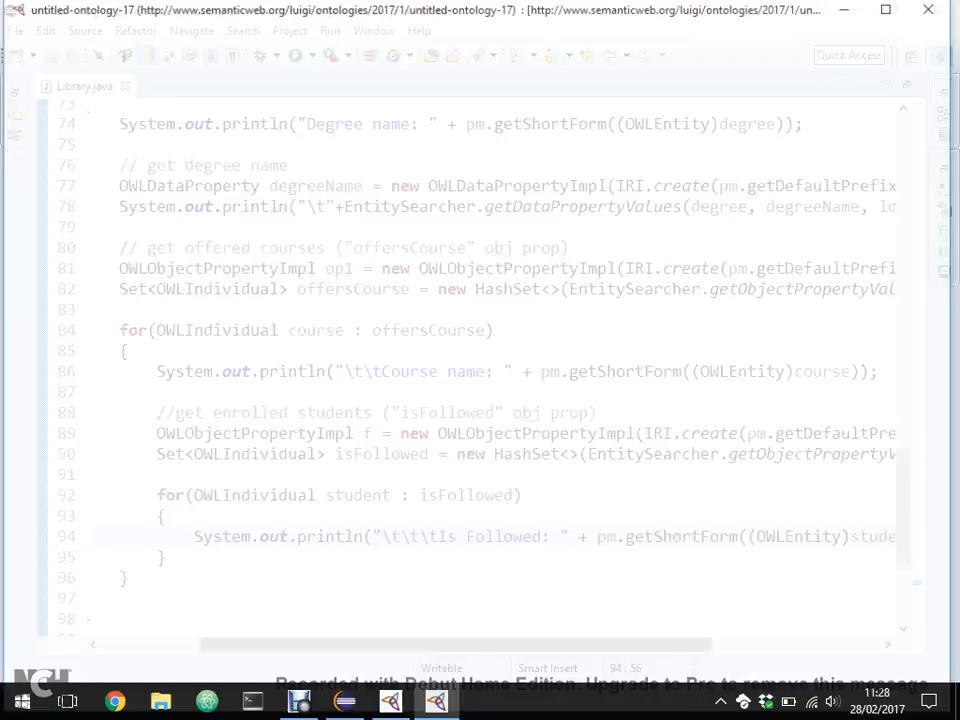 untitled-ontology-17 (http://www.semanticweb.org/luigi/ontologies/2017/1/untitled-ontology-17) : [http://www.semanticweb.org/luigi/ontologies/2017/1/un...
File Edit Source Refactor Navigate Search Project Run Window Help
Quick Access
Library.java
73
74 System.out.println("Degree name: " + pm.getShortForm((OWLEntity)degree));
75
76 // get degree name
77 OWLDataProperty degreeName = new OWLDataPropertyImpl(IRI.create(pm.getDefaultPrefix
78 System.out.println("\t"+EntitySearcher.getDataPropertyValues(degree, degreeName, lo
79
80 // get offered courses ("offersCourse" obj prop)
81 OWLObjectPropertyImpl op1 = new OWLObjectPropertyImpl(IRI.create(pm.getDefaultPrefi
82 Set<OWLIndividual> offersCourse = new HashSet<>(EntitySearcher.getObjectPropertyVal
83
84 for(OWLIndividual course : offersCourse)
85 {
86 System.out.println("\t\tCourse name: " + pm.getShortForm((OWLEntity)course));
87
88 //get enrolled students ("isFollowed" obj prop)
89 OWLObjectPropertyImpl f = new OWLObjectPropertyImpl(IRI.create(pm.getDefaultPre
90 Set<OWLIndividual> isFollowed = new HashSet<>(EntitySearcher.getObjectPropertyV
91
92 for(OWLIndividual student : isFollowed)
93 {
94 System.out.println("\t\t\tIs Followed: " + pm.getShortForm((OWLEntity)stude
95 }
96 }
97
98
Writable Smart Insert 94 : 56
NCH
Recorded with Debut Home Edition. Upgrade to Pro to remove this message
11:28
28/02/2017